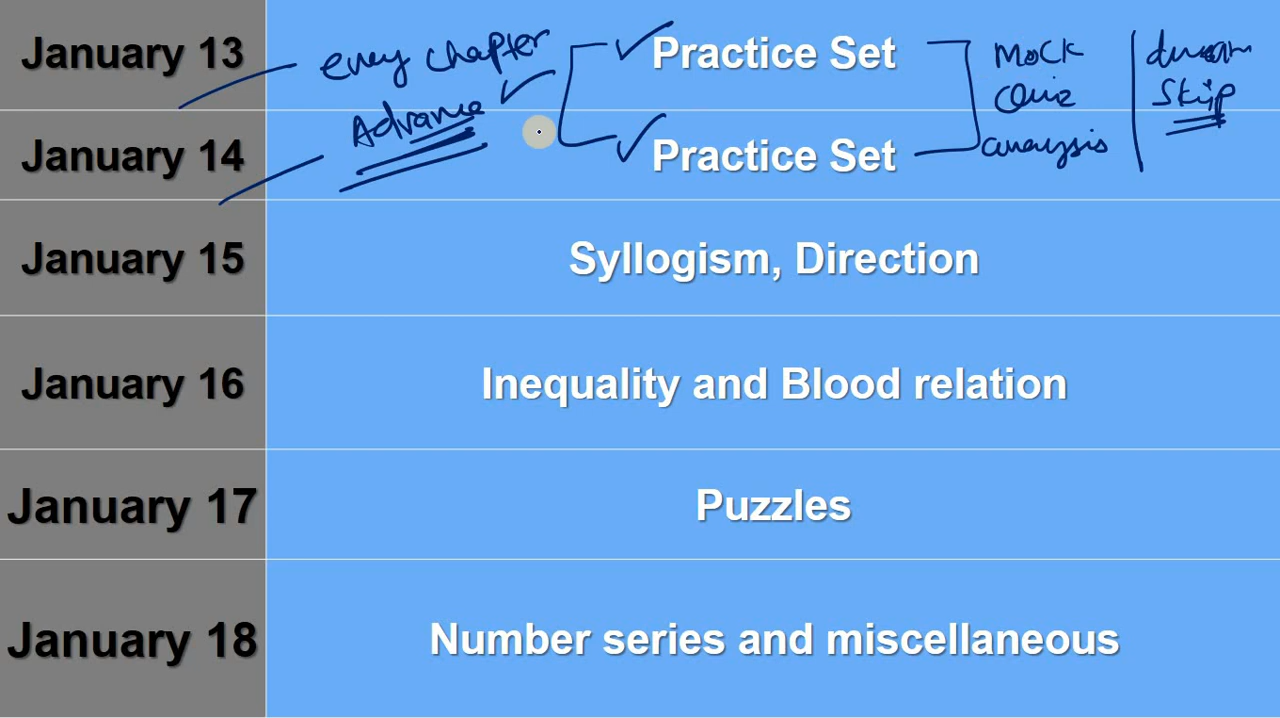 January 13
every chapter
Practice Set
Mock
Skip
Advance
Quiz
January 14
Practice Set
analysis
January 15
Syllogism, Direction
January 16
Inequality and Blood relation
January 17
Puzzles
January 18
Number series and miscellaneous